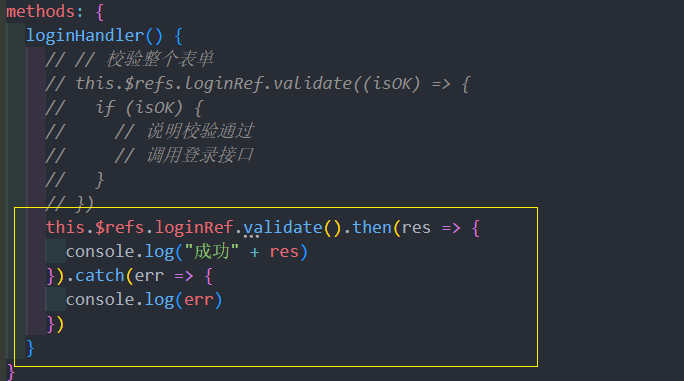 methods: {
  loginHandler() {
    // // 校验整个表单
    // this.$refs.loginRef.validate((isOK) => {
    //   if (isOK) {
    //     // 说明校验通过
    //     // 调用登录接口
    //   }
    // })
    this.$refs.loginRef.validate().then(res => {
      console.log("成功" + res)
    }).catch(err => {
      console.log(err)
    })
  }
}